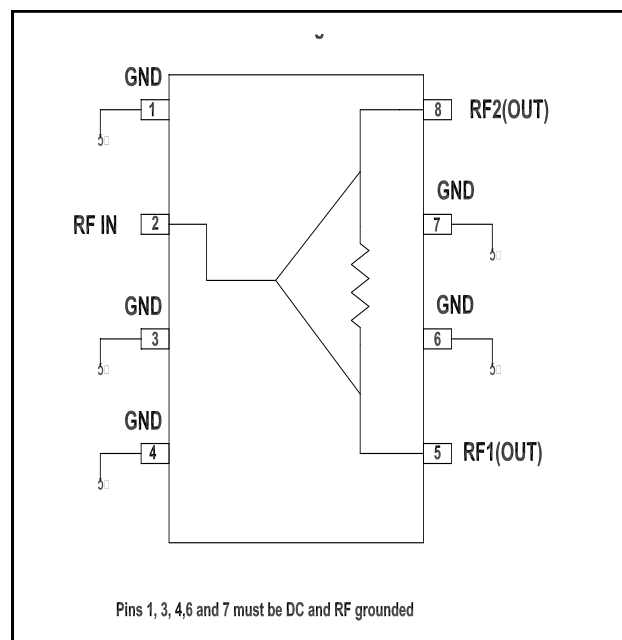 GND
1
8
RF2(OUT)
GND
RF IN
2
7
GND
GND
3
6
GND
4
5
RF1(OUT)
Pins 1, 3, 4,6 and 7 must be DC and RF grounded